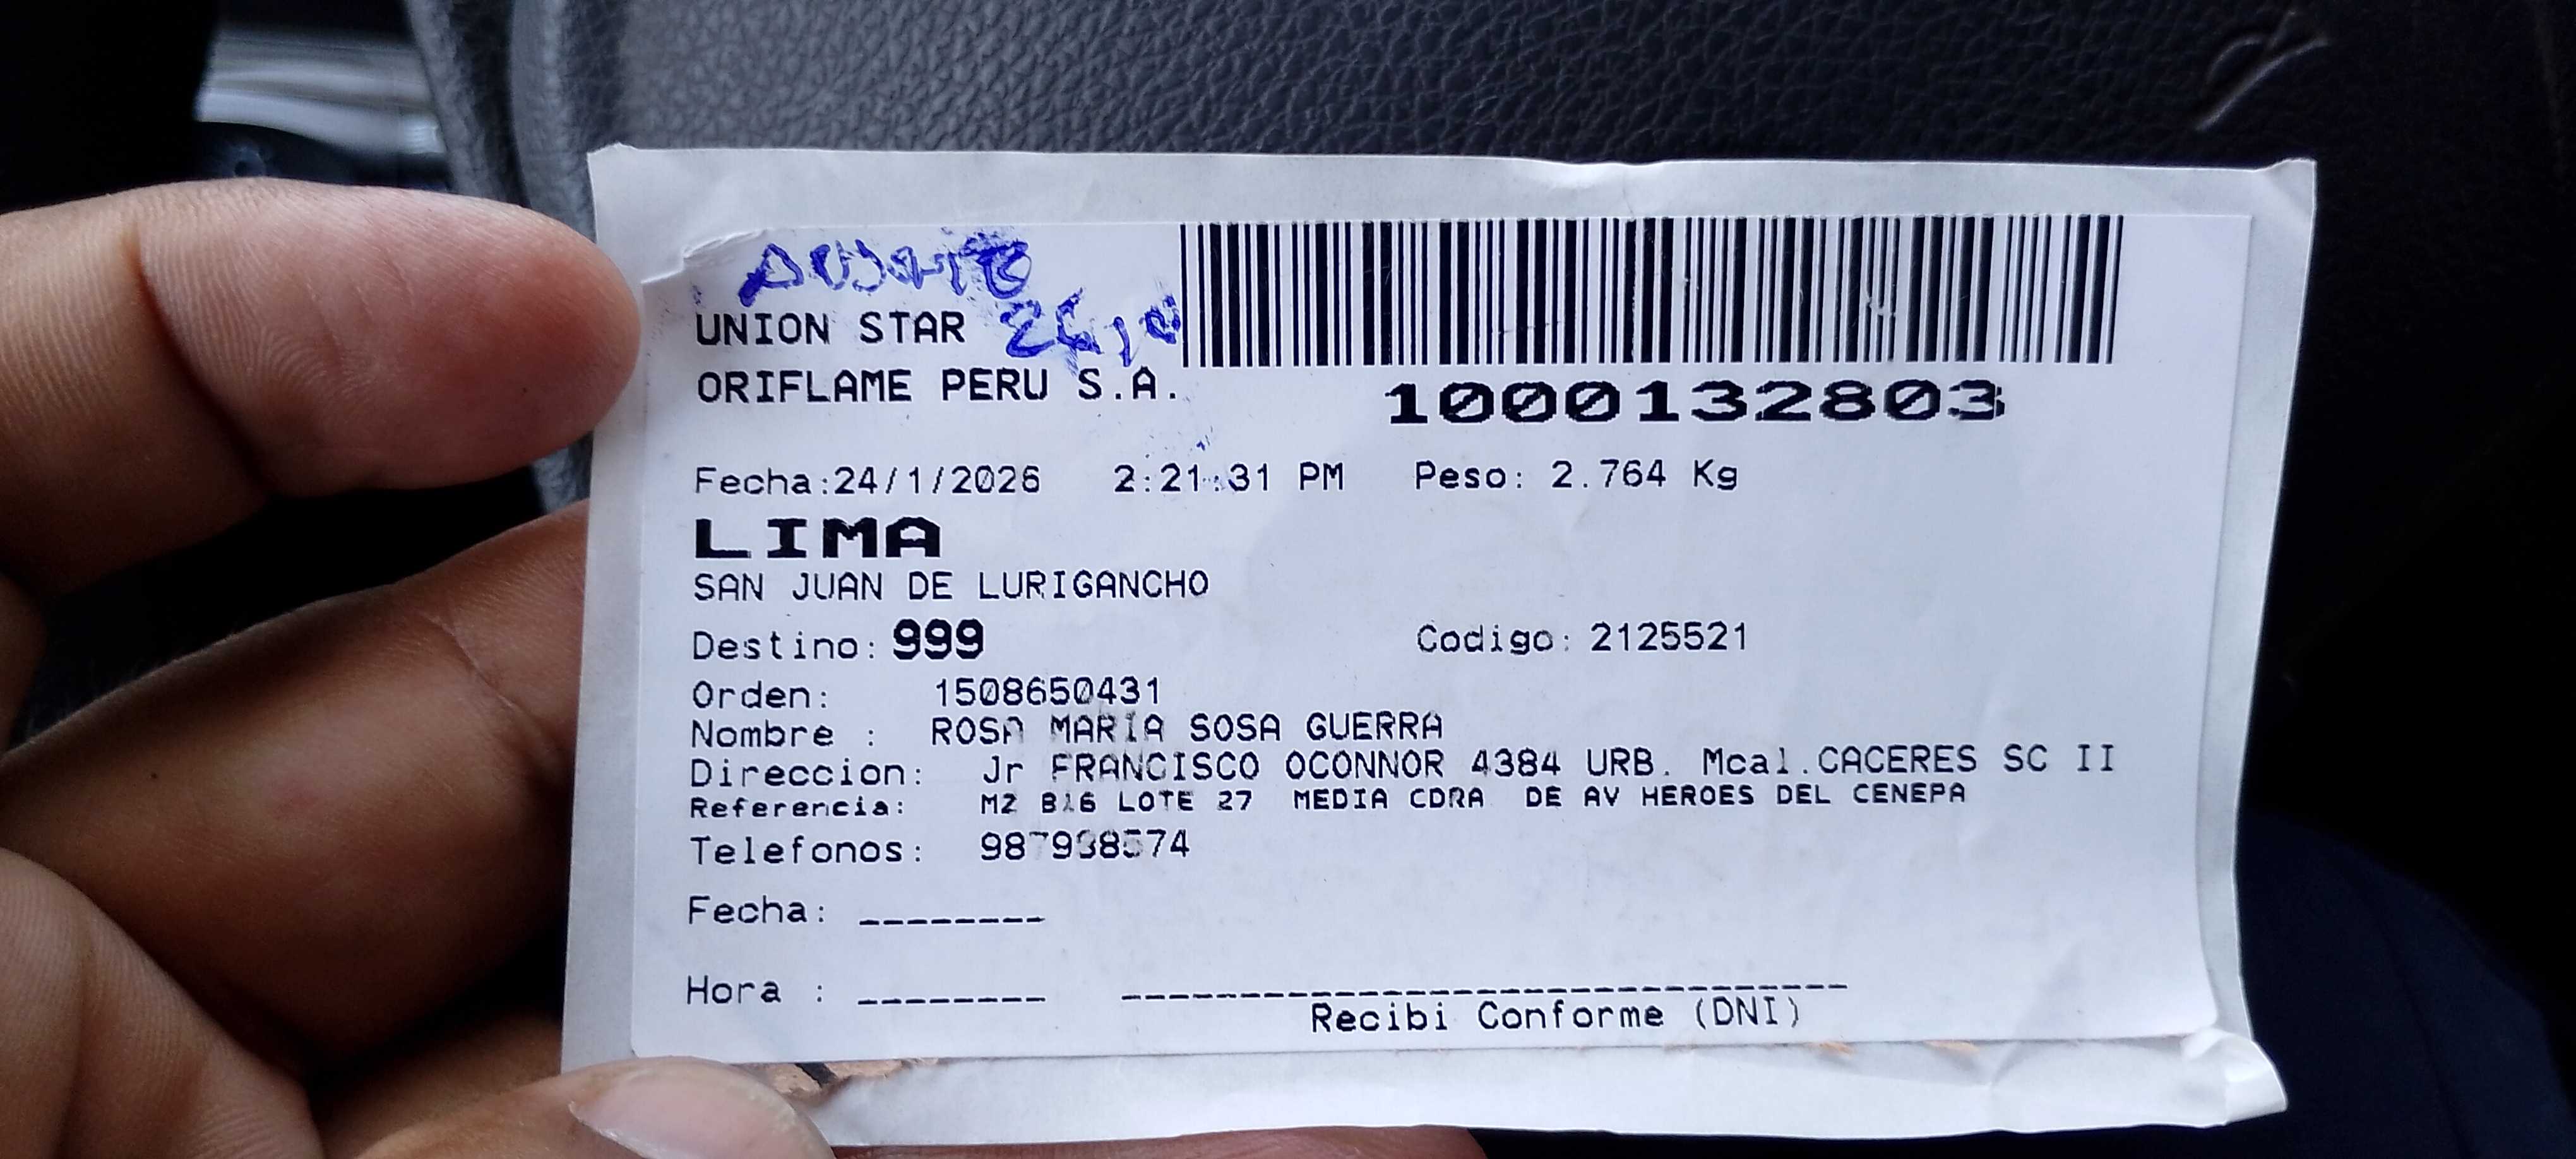 UNION STAR
ORIFLAME PERU S.A.
1000132803
Fecha:24/1/2026 2:21:31 PM Peso: 2.764 Kg
LIMA
SAN JUAN DE LURIGANCHO
Destino: 999 Codigo: 2125521
Orden: 1508650431
Nombre : ROSA MARIA SOSA GUERRA
Direccion: Jr FRANCISCO OCONNOR 4384 URB. Mcal.CACERES SC II
Referencia: MZ B16 LOTE 27 MEDIA CDRA DE AV HEROES DEL CENEPA
Telefonos:
Fecha: ________
Hora : ________
Recibi Conforme (DNI)